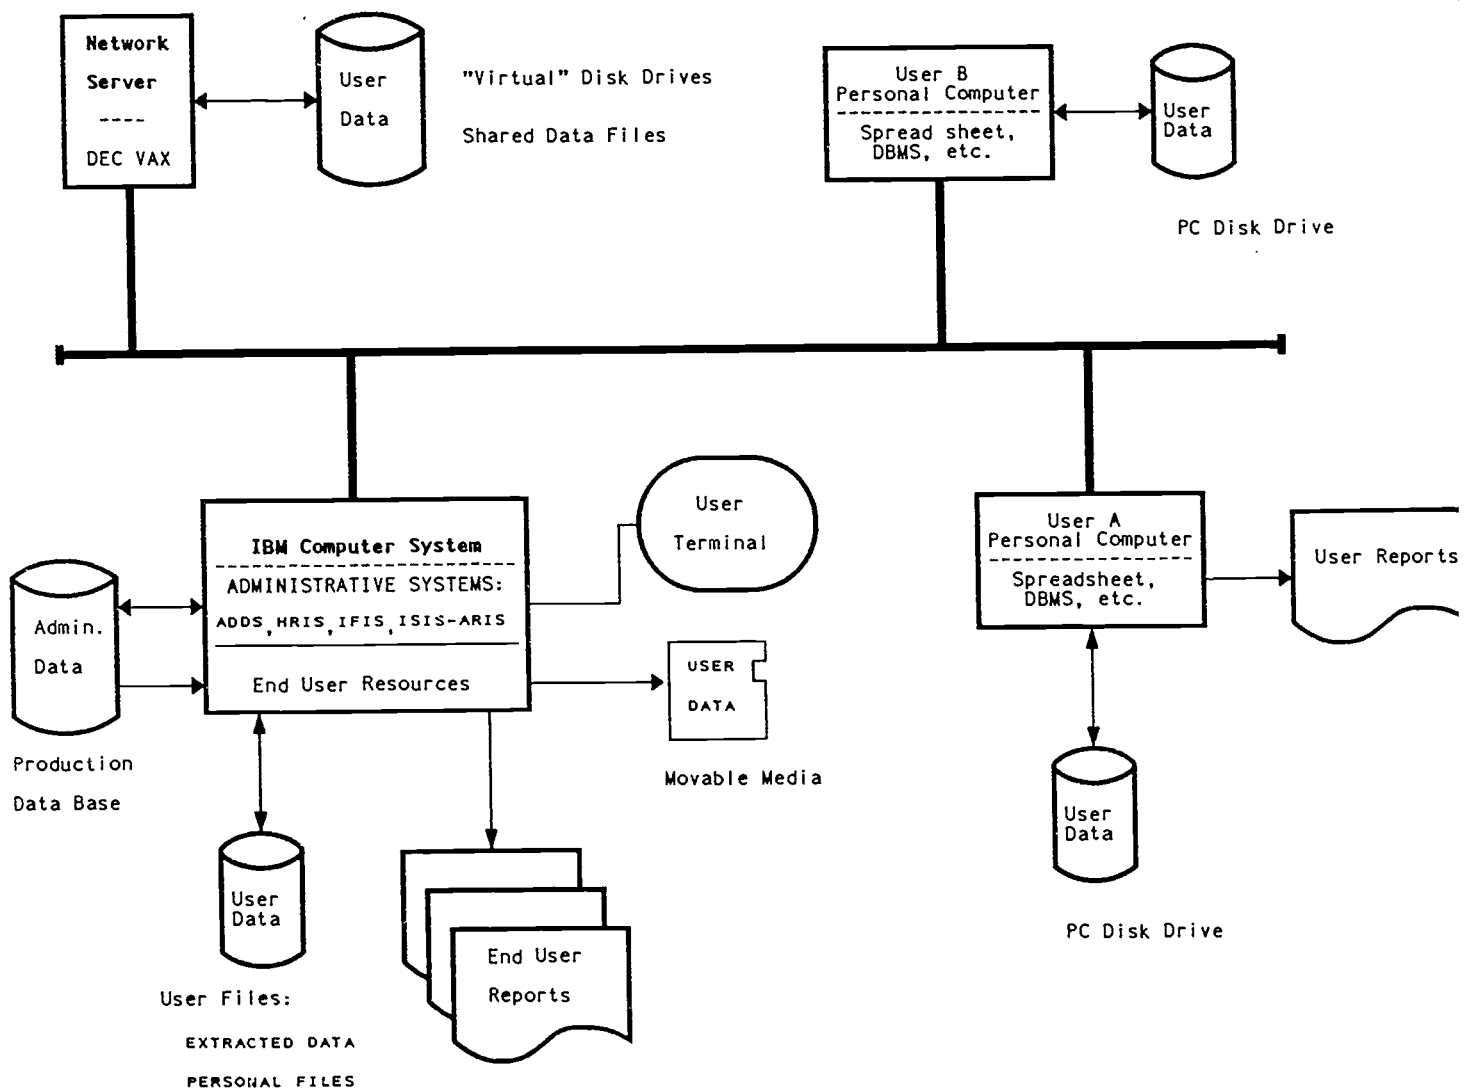 Network
Server
----
DEC VAX
User
Data
"Virtual" Disk Drives
Shared Data Files
User B
Personal Computer
Spread sheet,
DBMS, etc.
User
Data
PC Disk Drive
IBM Computer System
ADMINISTRATIVE SYSTEMS:
ADDS, HRIS, IFIS, ISIS-ARIS
End User Resources
User
Terminal
Admin.
Data
Production
Data Base
USER
DATA
Movable Media
User
Data
User Files:
EXTRACTED DATA
PERSONAL FILES
End User
Reports
User A
Personal Computer
Spreadsheet,
DBMS, etc.
User Reports
User
Data
PC Disk Drive